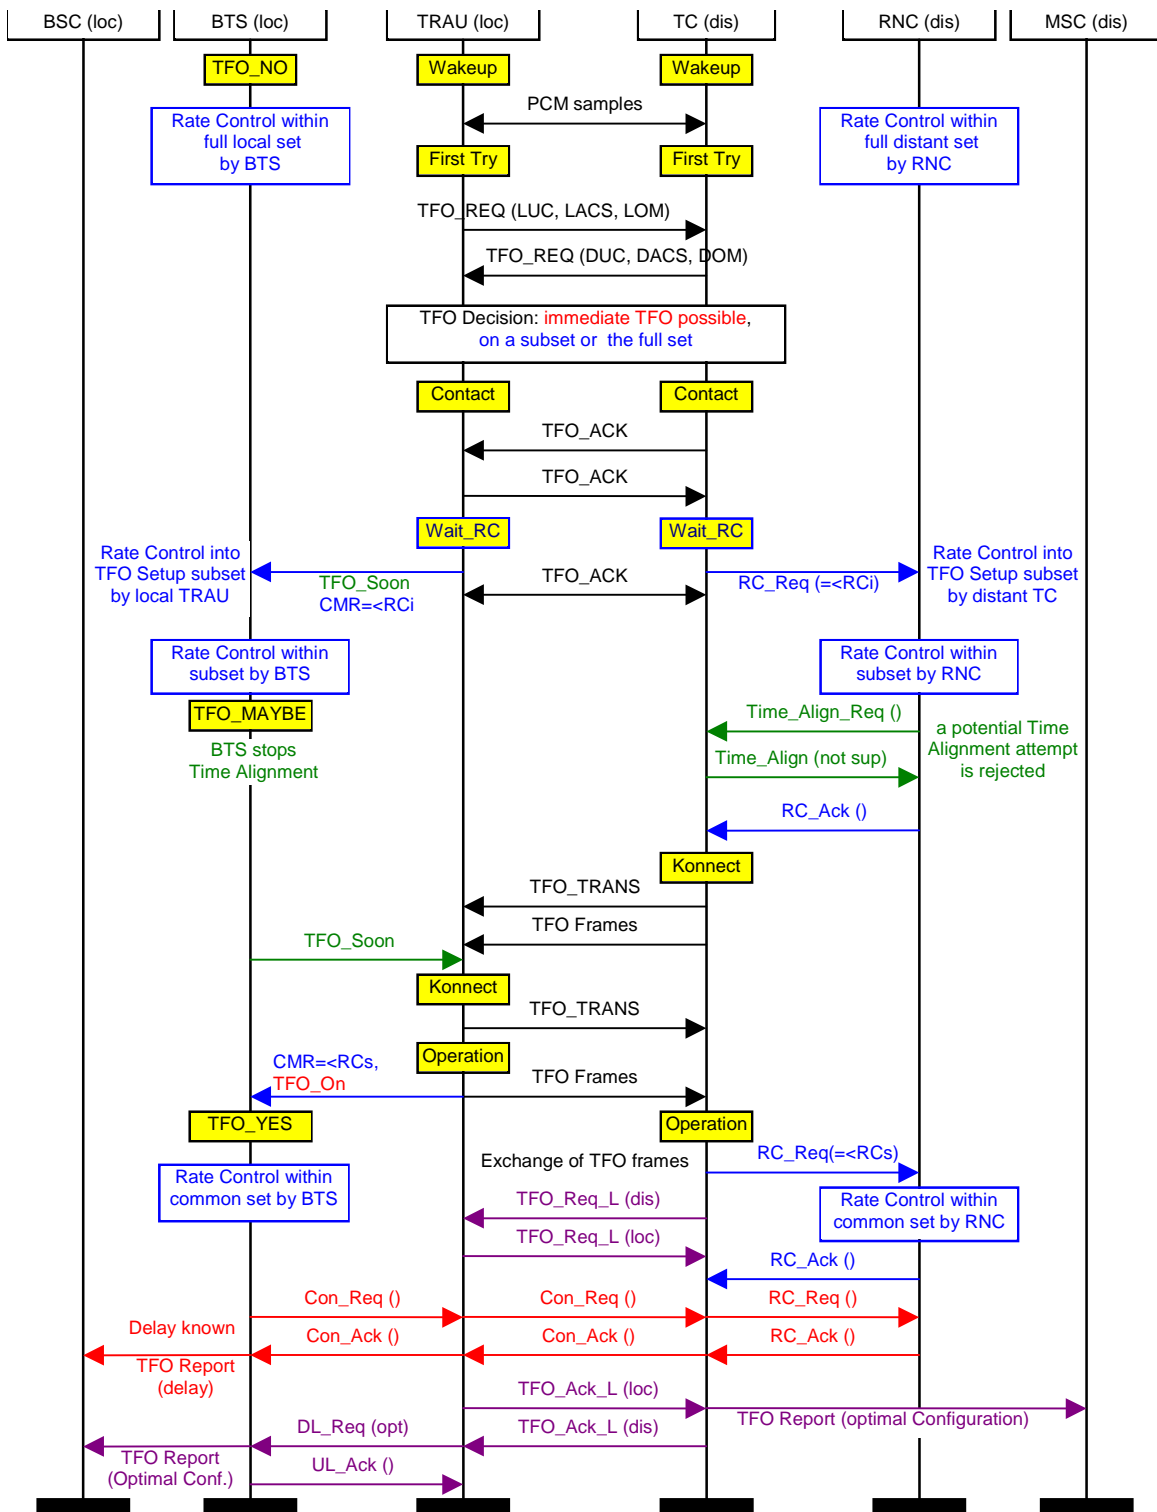 BSC (loc)
BTS (loc)
TRAU (loc)
TC (dis)
RNC (dis)
MSC (dis)
TFO_NO
Wakeup
Wakeup
PCM samples
Rate Control within
full local set
by BTS
Rate Control within
full distant set
by RNC
First Try
First Try
TFO_REQ (LUC, LACS, LOM)
TFO_REQ (DUC, DACS, DOM)
TFO Decision: immediate TFO possible,
on a subset or the full set
Contact
Contact
TFO_ACK
TFO_ACK
Wait_RC
Wait_RC
Rate Control into
TFO Setup subset
by local TRAU
TFO_Soon
CMR=<RCi
TFO_ACK
RC_Req (=<RCi)
Rate Control into
TFO Setup subset
by distant TC
Rate Control within
subset by BTS
Rate Control within
subset by RNC
TFO_MAYBE
BTS stops
Time Alignment
Time_Align_Req ()
a potential Time
Alignment attempt
is rejected
Time_Align (not sup)
RC_Ack ()
Konnect
TFO_TRANS
TFO Frames
TFO_Soon
Konnect
TFO_TRANS
Operation
CMR=<RCs,
TFO_On
TFO Frames
TFO_YES
Operation
Exchange of TFO frames
RC_Req(=<RCs)
Rate Control within
common set by BTS
TFO_Req_L (dis)
Rate Control within
common set by RNC
TFO_Req_L (loc)
RC_Ack ()
Con_Req ()
Con_Req ()
RC_Req ()
Delay known
Con_Ack ()
Con_Ack ()
RC_Ack ()
TFO Report
(delay)
TFO_Ack_L (loc)
TFO Report (optimal Configuration)
DL_Req (opt)
TFO_Ack_L (dis)
TFO Report
(Optimal Conf.)
UL_Ack ()